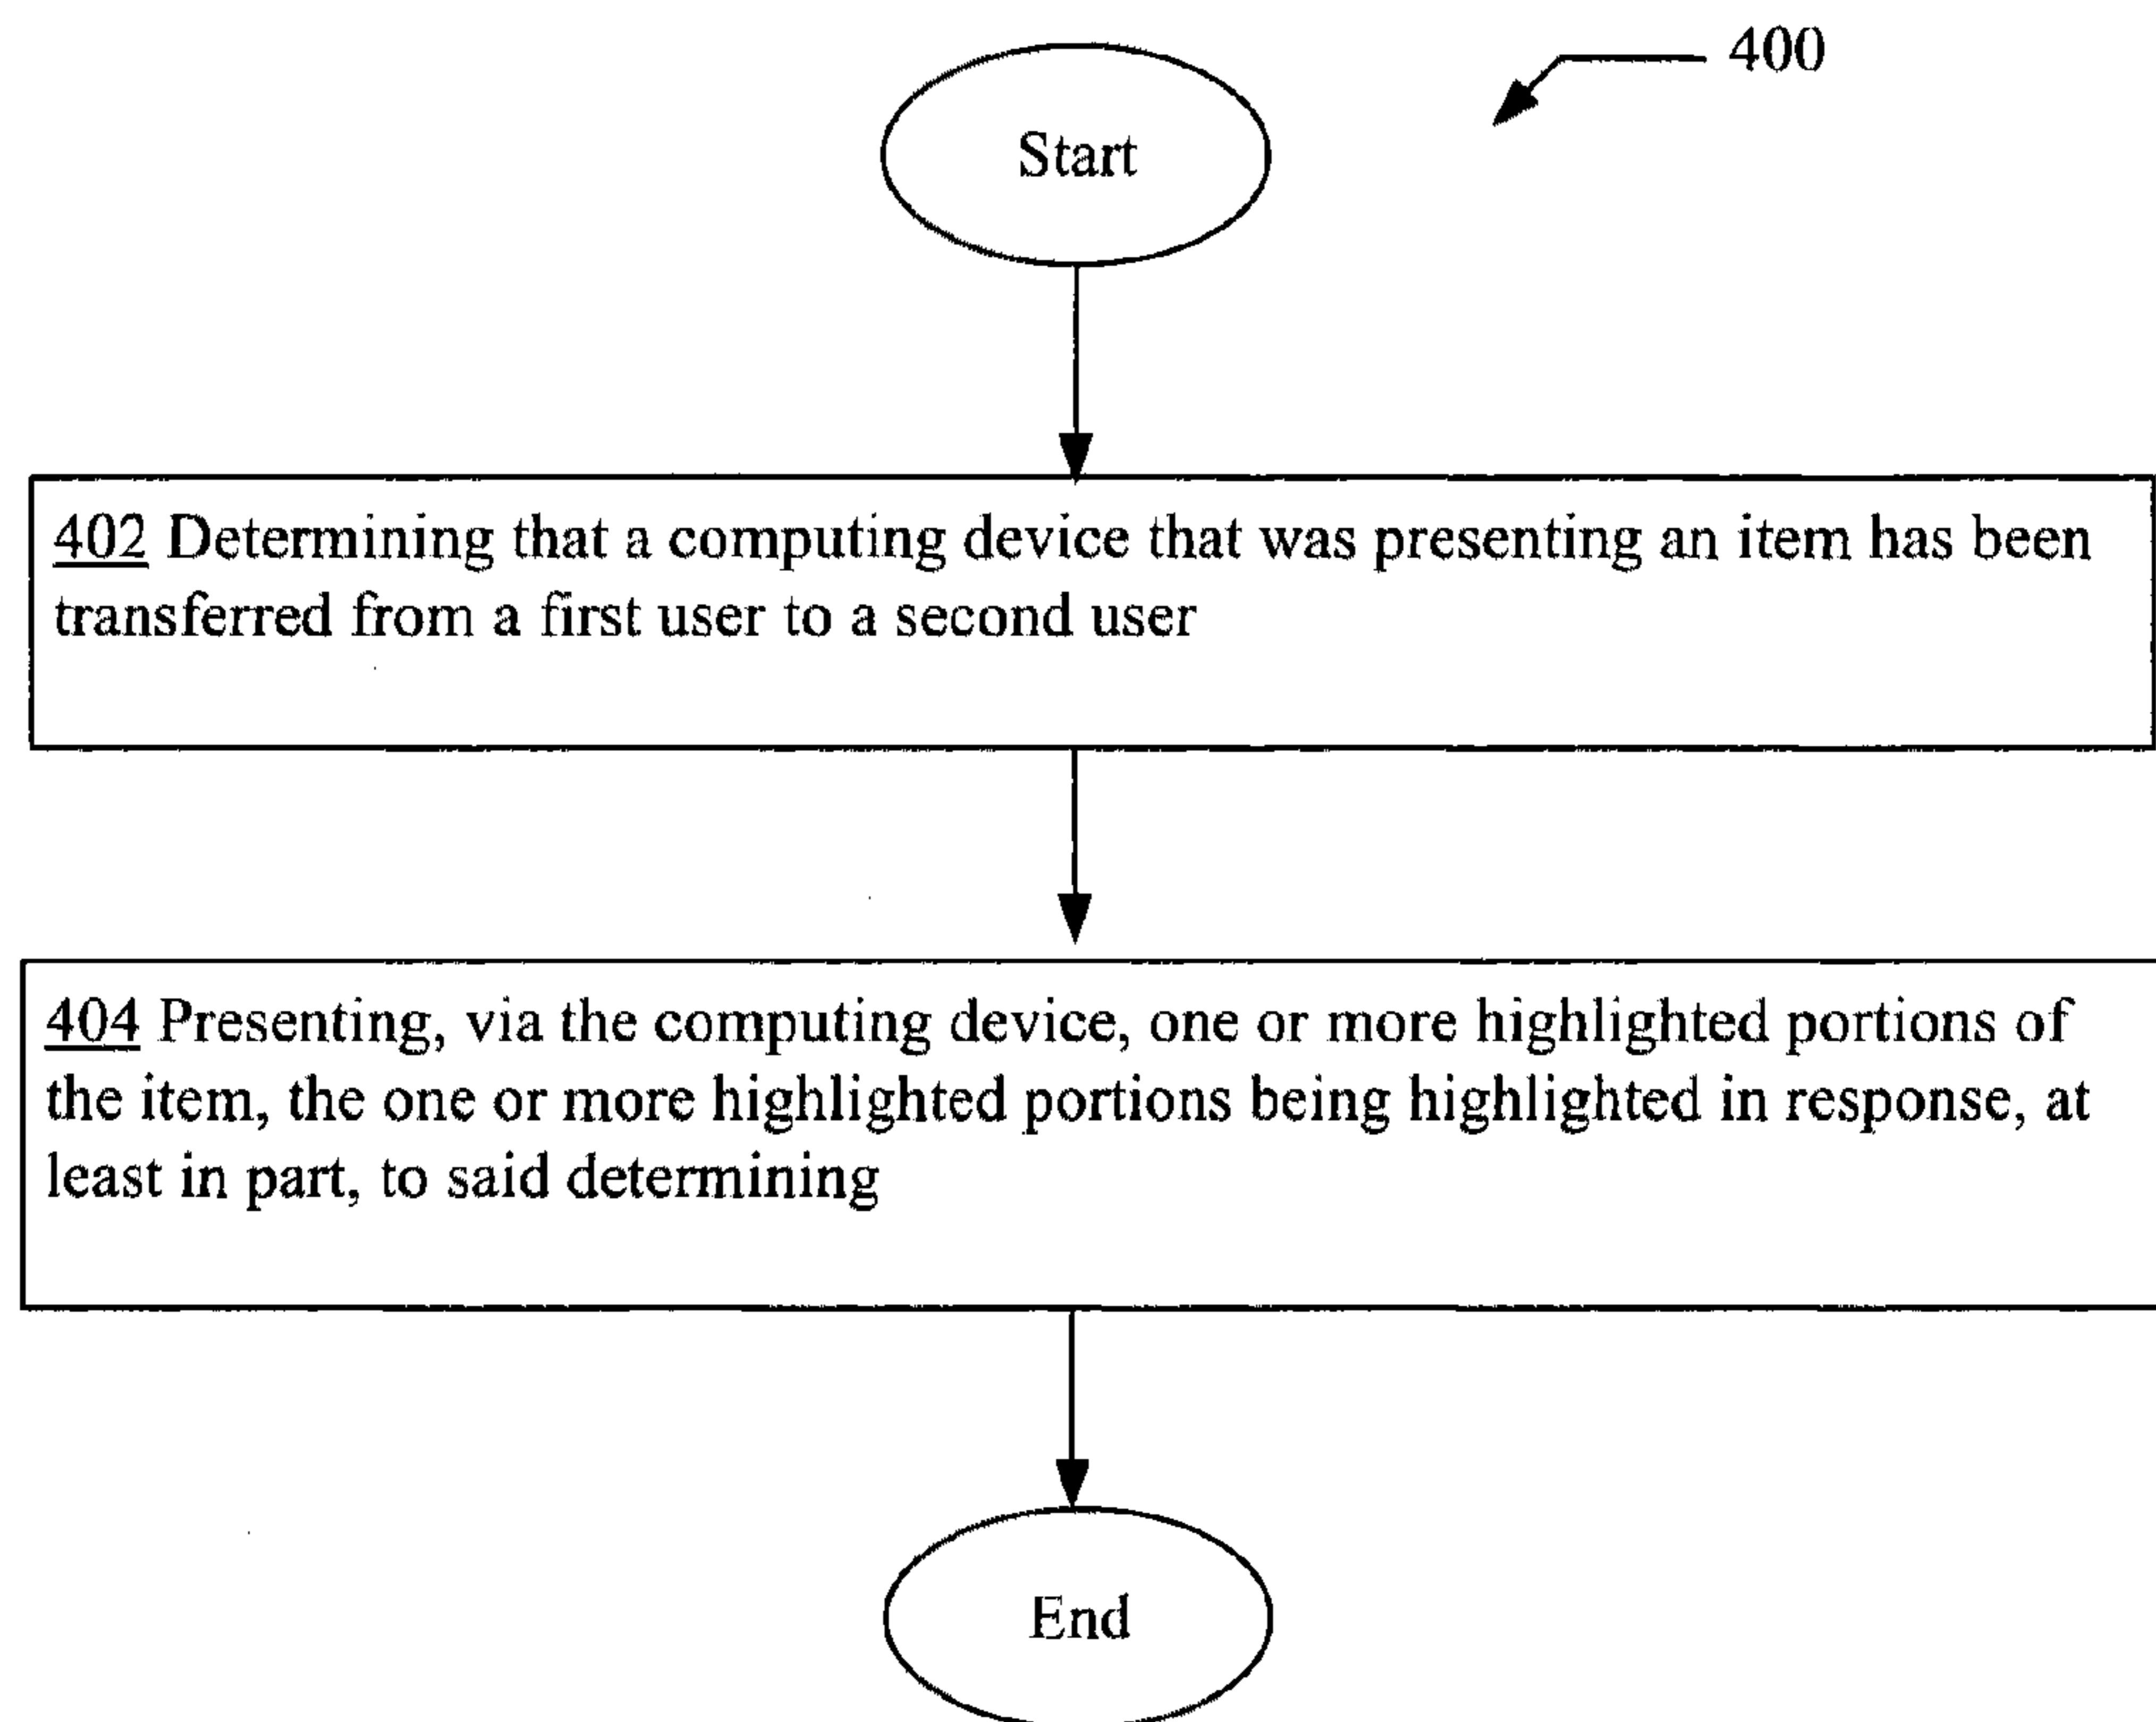 400
Start
402 Determining that a computing device that was presenting an item has been
transferred from a first user to a second user
404 Presenting, via the computing device, one or more highlighted portions of
the item, the one or more highlighted portions being highlighted in response, at
least in part, to said determining
End